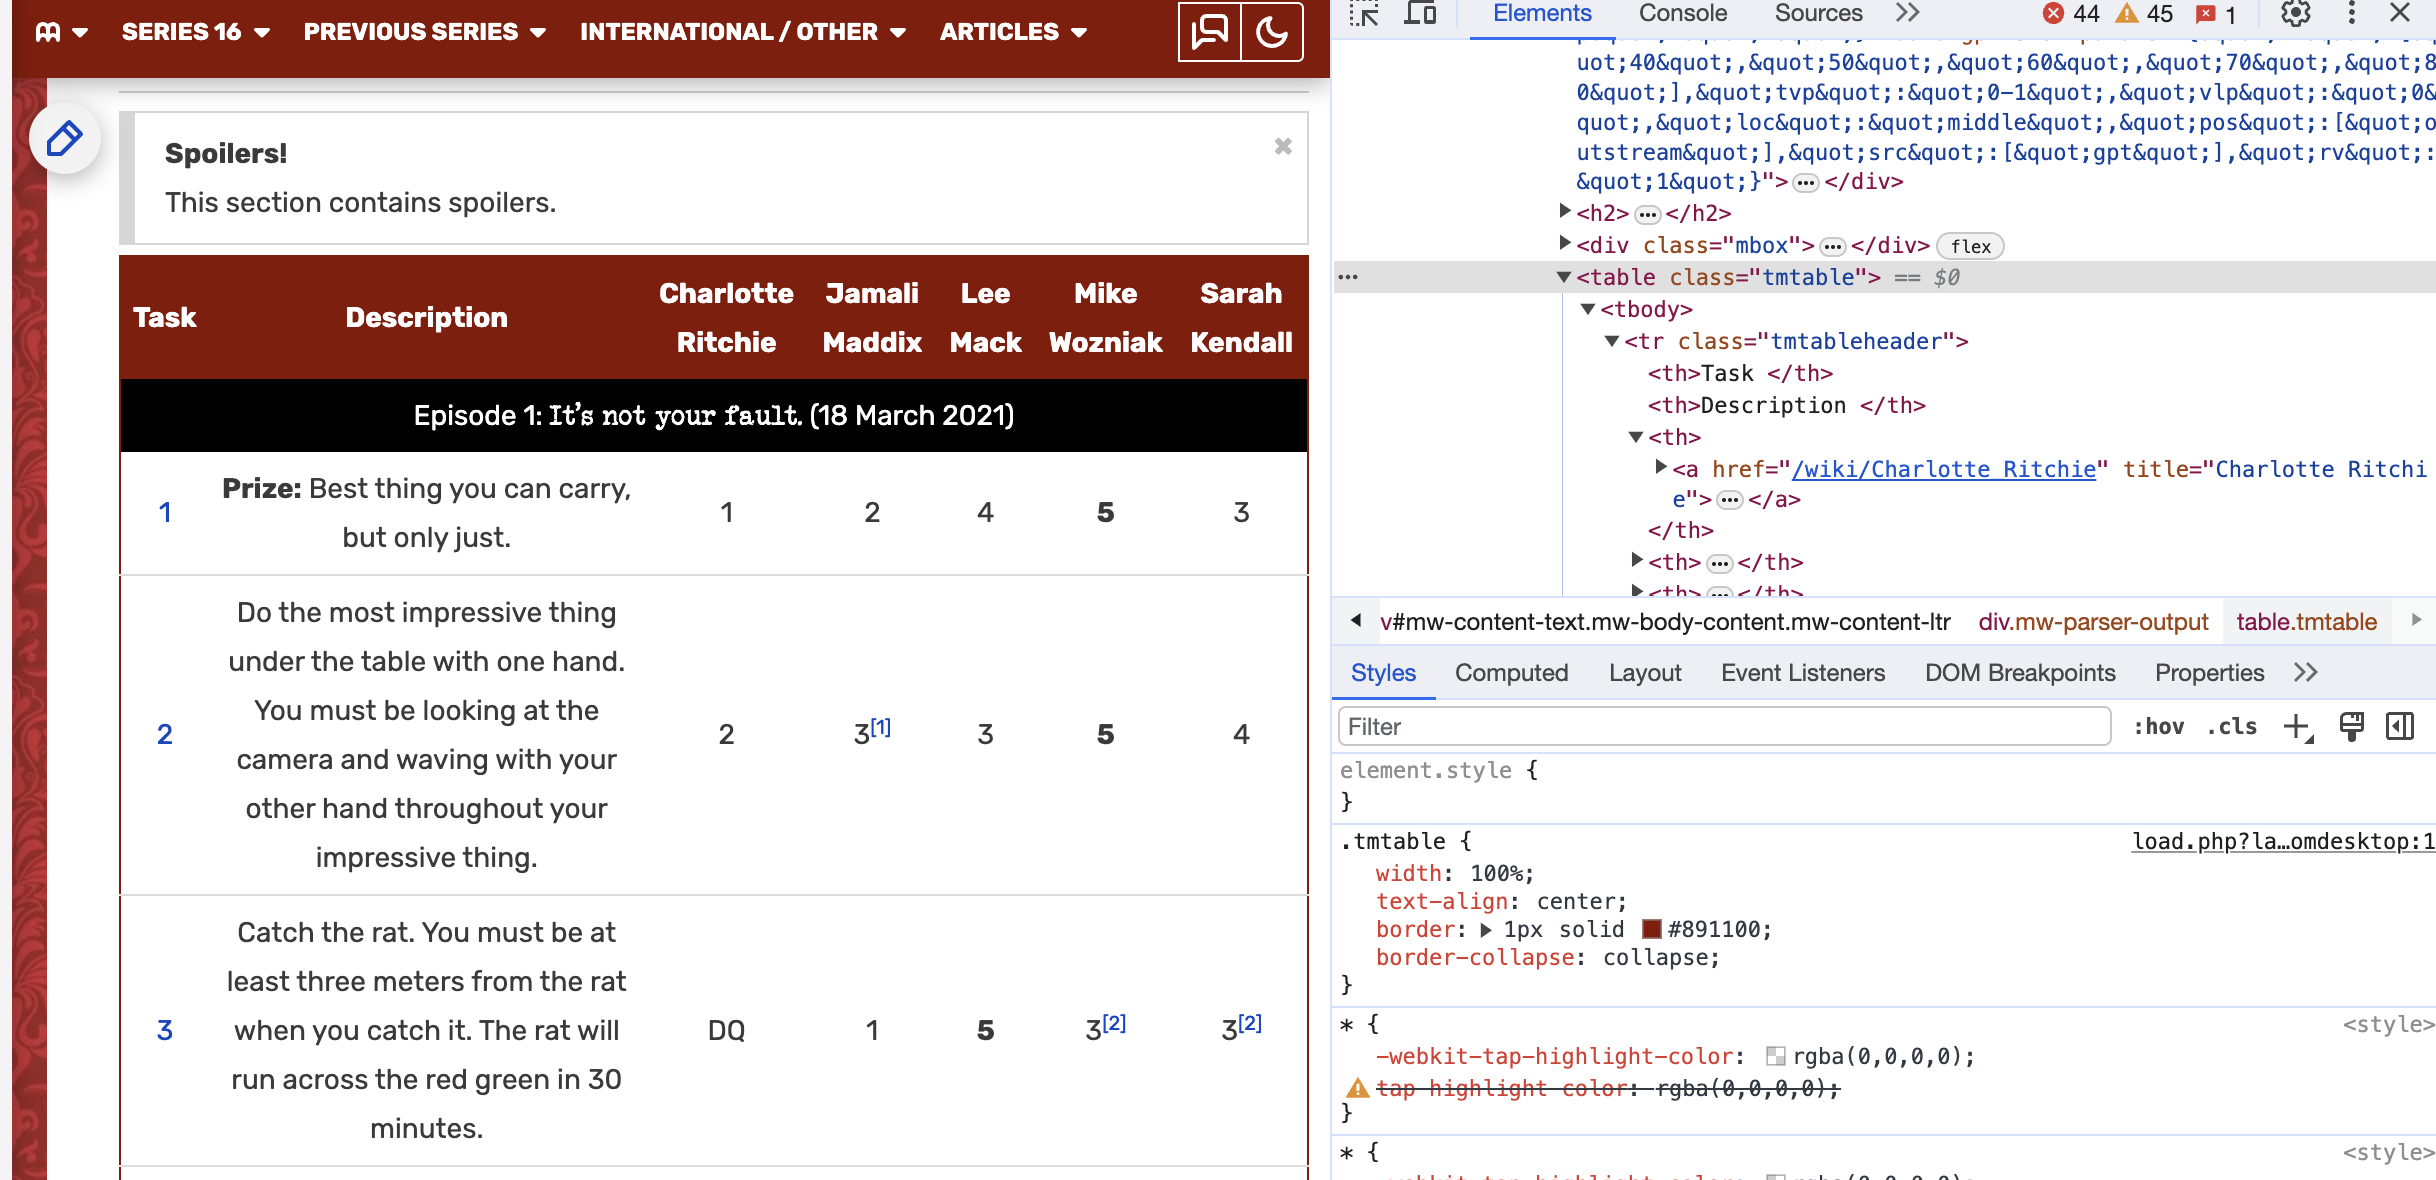 SERIES 16 PREVIOUS SERIES INTERNATIONAL / OTHER ARTICLES
Spoilers!
This section contains spoilers.
Task Description Charlotte Ritchie Jamali Maddix Lee Mack Mike Wozniak Sarah Kendall
Episode 1: It's not your fault. (18 March 2021)
1 Prize: Best thing you can carry, 1 2 4 5 3
but only just.
Do the most impressive thing
under the table with one hand.
You must be looking at the
2 camera and waving with your 2 3[1] 3 5 4
other hand throughout your
impressive thing.
Catch the rat. You must be at
least three meters from the rat
3 when you catch it. The rat will DQ 1 5 3[2] 3[2]
run across the red green in 30
minutes.
Elements Console Sources 44 45 1
uot;40&quot;,&quot;50&quot;,&quot;60&quot;,&quot;70&quot;,&quot;8
0&quot;],&quot;tvp&quot;:&quot;0-1&quot;,&quot;vlp&quot;:&quot;0&
quot;,&quot;loc&quot;:&quot;middle&quot;,&quot;pos&quot;:[&quot;o
utstream&quot;],&quot;src&quot;:[&quot;gpt&quot;],&quot;rv&quot;:
&quot;1&quot;}">…</div>
<h2>…</h2>
<div class="mbox">…</div> flex
… <table class="tmtable"> == $0
<tbody>
<tr class="tmtableheader">
<th>Task </th>
<th>Description </th>
<th>
<a href="/wiki/Charlotte_Ritchie" title="Charlotte Ritchi
e">…</a>
</th>
<th>…</th>
<th>…</th>
v#mw-content-text.mw-body-content.mw-content-ltr div.mw-parser-output table.tmtable
Styles Computed Layout Event Listeners DOM Breakpoints Properties
Filter :hov .cls
element.style {
}
.tmtable { load.php?la…omdesktop:1
width: 100%;
text-align: center;
border: 1px solid #891100;
border-collapse: collapse;
}
* { <style>
-webkit-tap-highlight-color: rgba(0,0,0,0);
tap-highlight-color: rgba(0,0,0,0);
}
* { <style>
-webkit-tap-highlight-color: rgba(0,0,0,0);